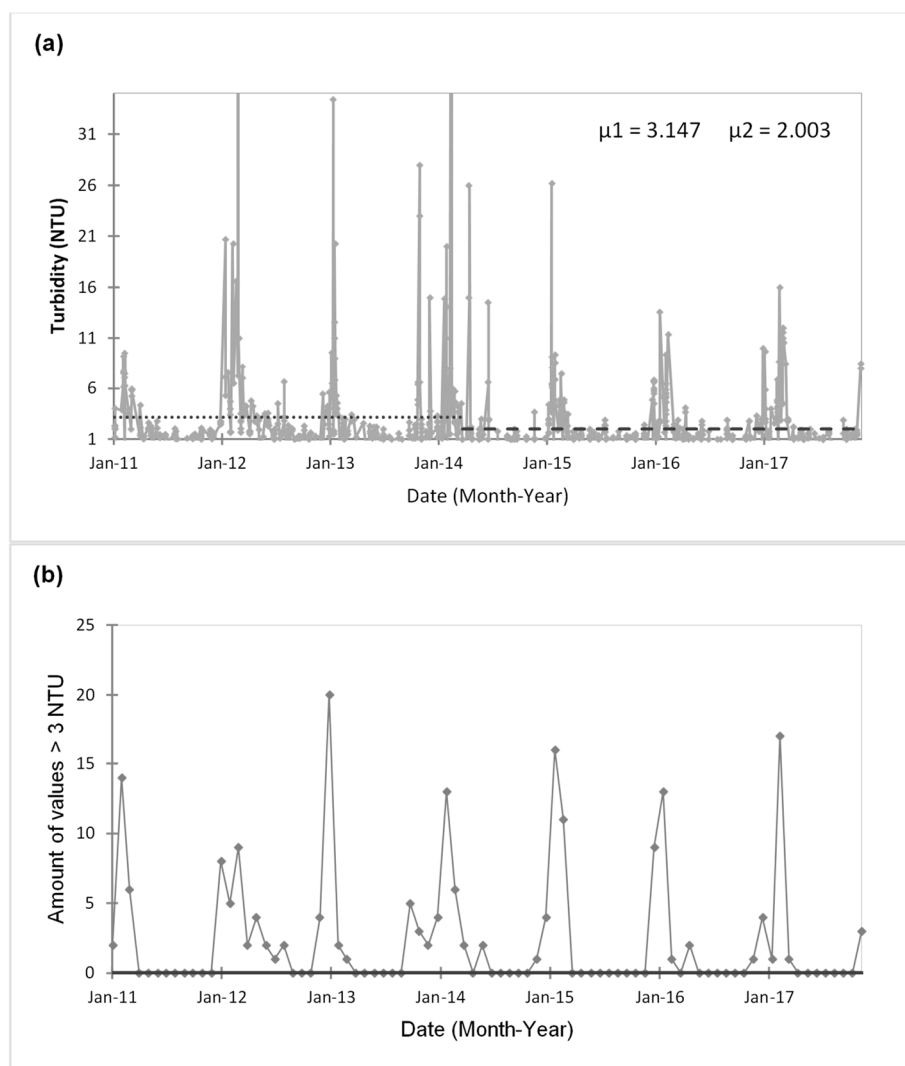 (a)
μ1 = 3.147 μ2 = 2.003
Turbidity (NTU)
31
26
21
16
11
6
1
Jan-11 Jan-12 Jan-13 Jan-14 Jan-15 Jan-16 Jan-17
Date (Month-Year)
(b)
Amount of values > 3 NTU
25
20
15
10
5
0
Jan-11 Jan-12 Jan-13 Jan-14 Jan-15 Jan-16 Jan-17
Date (Month-Year)